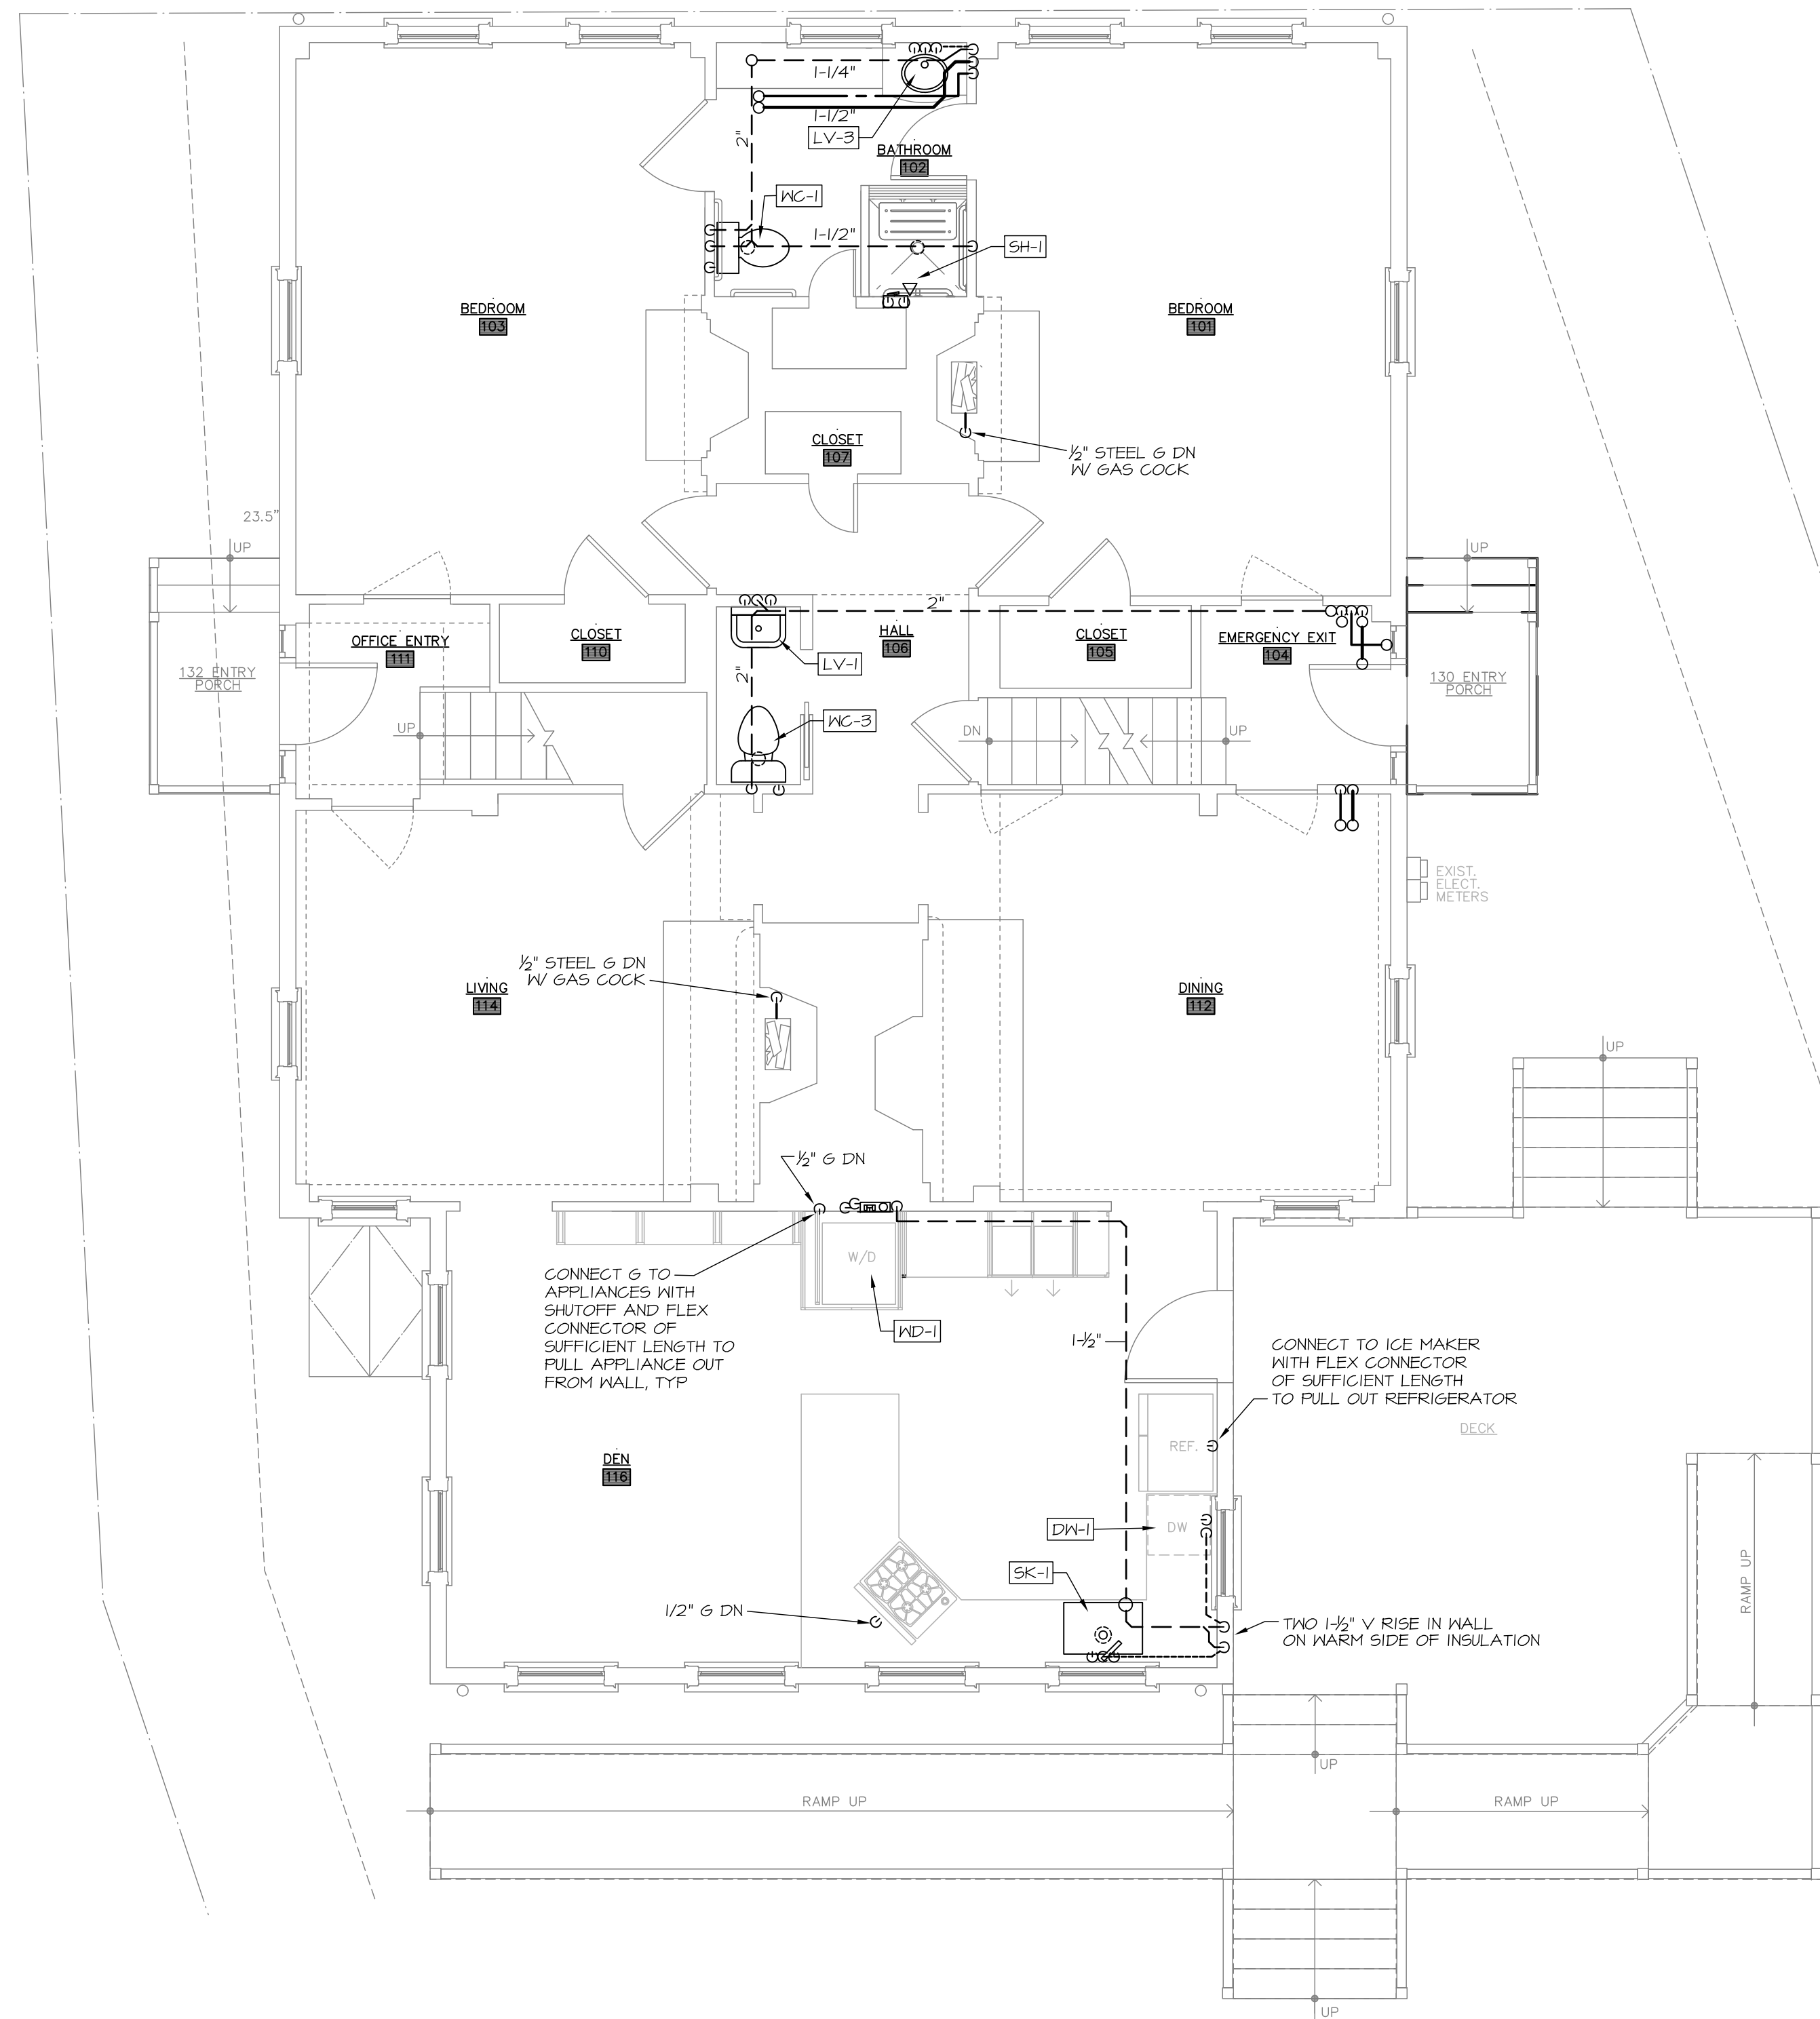 1-1/4"
1-1/2"
LV-3
2"
BATHROOM
102
WC-1
1-1/2"
SH-1
BEDROOM
103
BEDROOM
101
CLOSET
107
½" STEEL G DN
W/ GAS COCK
23.5"
UP
UP
2"
OFFICE ENTRY
111
CLOSET
110
HALL
106
CLOSET
105
EMERGENCY EXIT
104
132 ENTRY
PORCH
LV-1
2"
130 ENTRY
PORCH
WC-3
UP
DN
UP
EXIST.
ELECT.
METERS
½" STEEL G DN
W/ GAS COCK
LIVING
114
DINING
112
UP
½" G DN
W/D
CONNECT G TO
APPLIANCES WITH
SHUTOFF AND FLEX
CONNECTOR OF
SUFFICIENT LENGTH TO
PULL APPLIANCE OUT
FROM WALL, TYP
WD-1
1-½"
CONNECT TO ICE MAKER
WITH FLEX CONNECTOR
OF SUFFICIENT LENGTH
TO PULL OUT REFRIGERATOR
DECK
REF.
DEN
116
DW-1
DW
SK-1
RAMP UP
1/2" G DN
TWO 1-½" V RISE IN WALL
ON WARM SIDE OF INSULATION
UP
RAMP UP
RAMP UP
UP